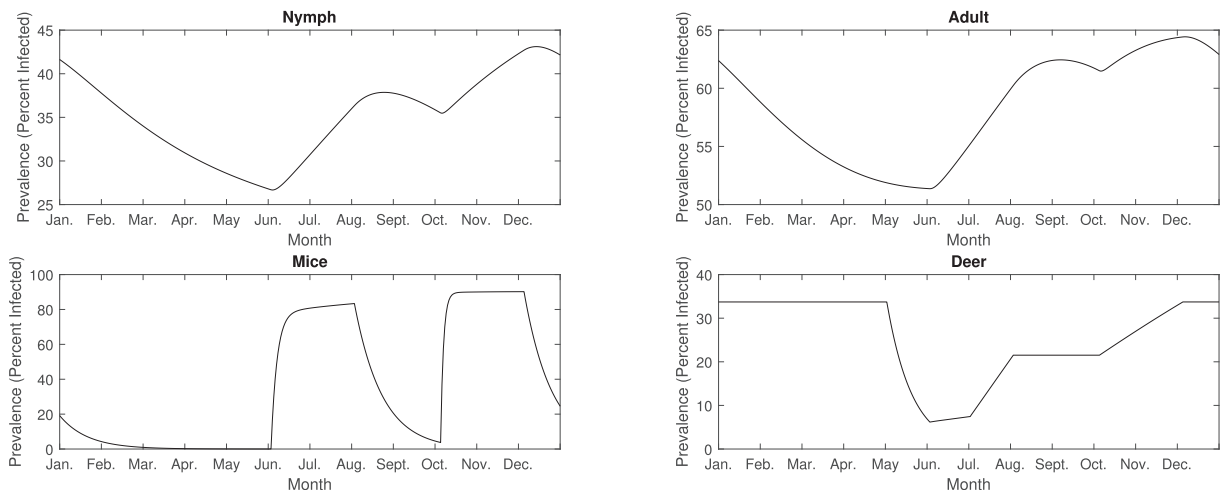 Nymph
Prevalence (Percent Infected)
45
40
35
30
25
Jan. Feb. Mar. Apr. May Jun. Jul. Aug. Sept. Oct. Nov. Dec.
Month
Adult
Prevalence (Percent Infected)
65
60
55
50
Jan. Feb. Mar. Apr. May Jun. Jul. Aug. Sept. Oct. Nov. Dec.
Month
Mice
Prevalence (Percent Infected)
100
80
60
40
20
0
Jan. Feb. Mar. Apr. May Jun. Jul. Aug. Sept. Oct. Nov. Dec.
Month
Deer
Prevalence (Percent Infected)
40
30
20
10
0
Jan. Feb. Mar. Apr. May Jun. Jul. Aug. Sept. Oct. Nov. Dec.
Month